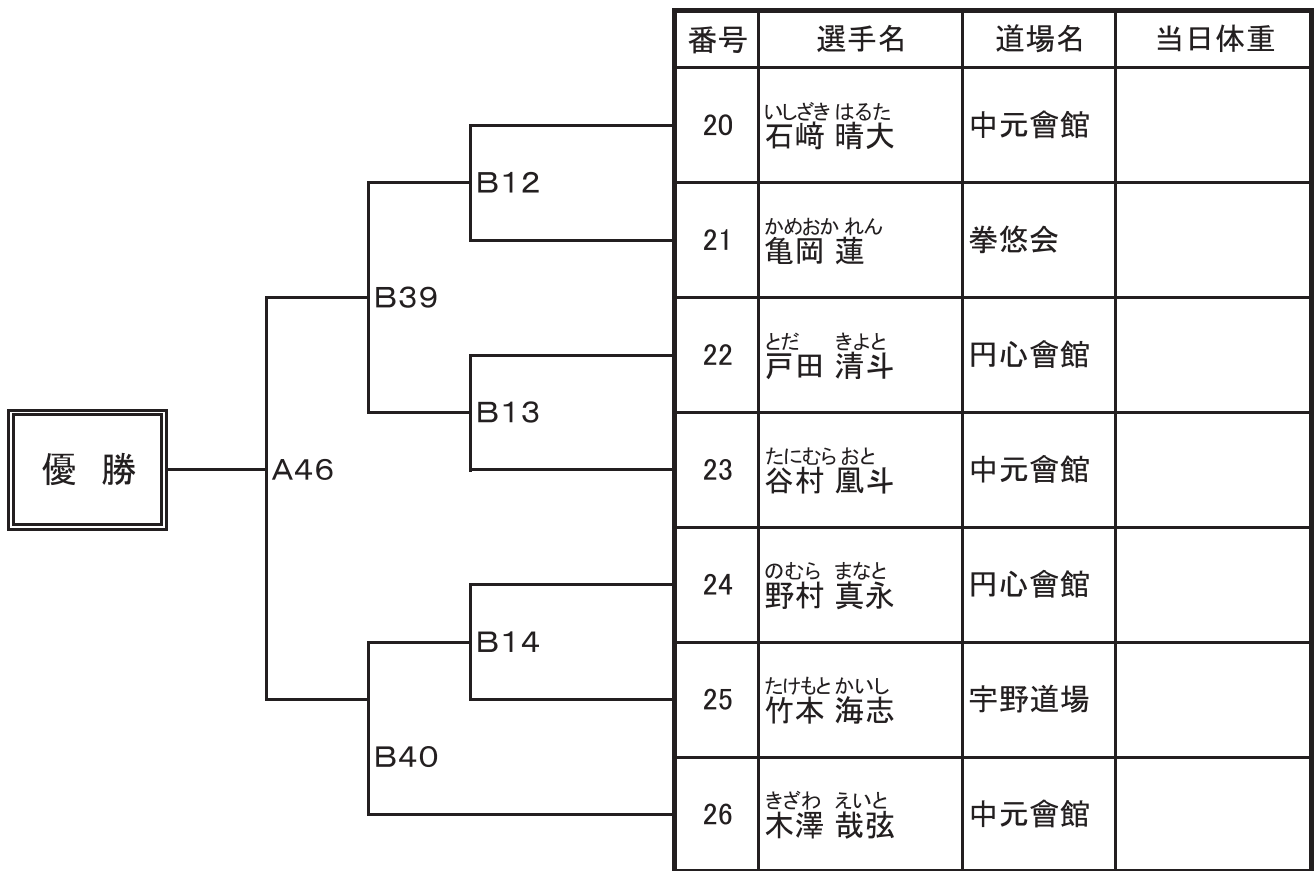 番号 選手名 道場名 当日体重
いしざき はるた
20 石﨑 晴大 中元會館
B12
かめおか れん
21 亀岡 蓮 拳悠会
B39
とだ きよと
22 戸田 清斗 円心會館
B13
たにむら おと
23 谷村 凰斗 中元會館
優勝
A46
のむら まなと
24 野村 真永 円心會館
B14
たけもと かいし
25 竹本 海志 宇野道場
B40
きざわ えいと
26 木澤 哉弦 中元會館